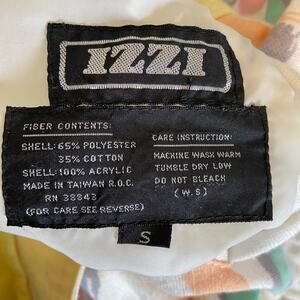 IZZI
FIBER CONTENTS:
SHELL: 65% POLYESTER
35% COTTON
SHELL: 100% ACRYLIC
MADE IN TAIWAN R.O.C.
RN 38843
(FOR CARE SEE REVERSE)
CARE INSTRUCTION:
MACHINE WASH WARM
TUMBLE DRY LOW
DO NOT BLEACH
(W.S)
S